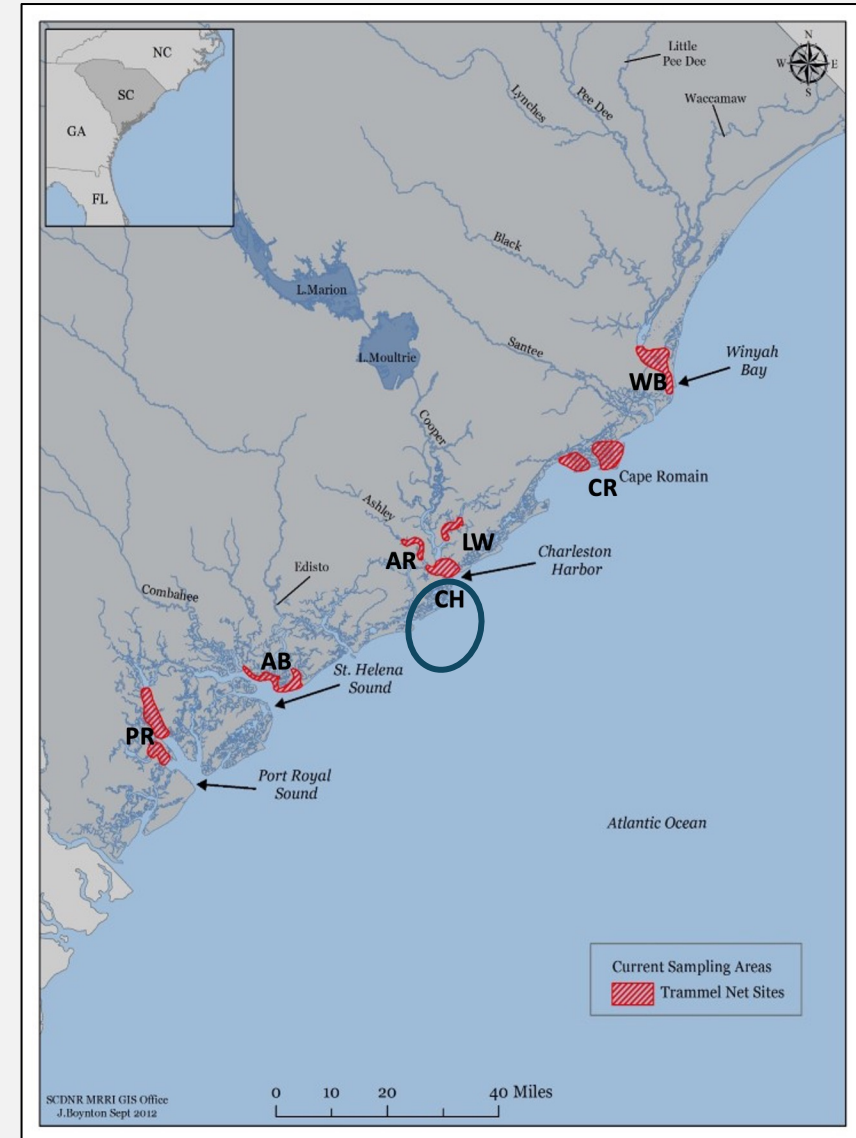 NC
SC
GA
FL
Little
Pee Dee
N
W
E
S
Lynches
Pee Dee
Waccamaw
Black
L.Marion
Santee
L.Moultrie
Winyah
Bay
WB
Cooper
CR
Cape Romain
Ashley
LW
AR
Charleston
Harbor
Edisto
CH
Combahee
AB
St. Helena
Sound
PR
Port Royal
Sound
Atlantic Ocean
Current Sampling Areas
Trammel Net Sites
0 10 20 40 Miles
SCDNR MRRI GIS Office
J.Boynton Sept 2012